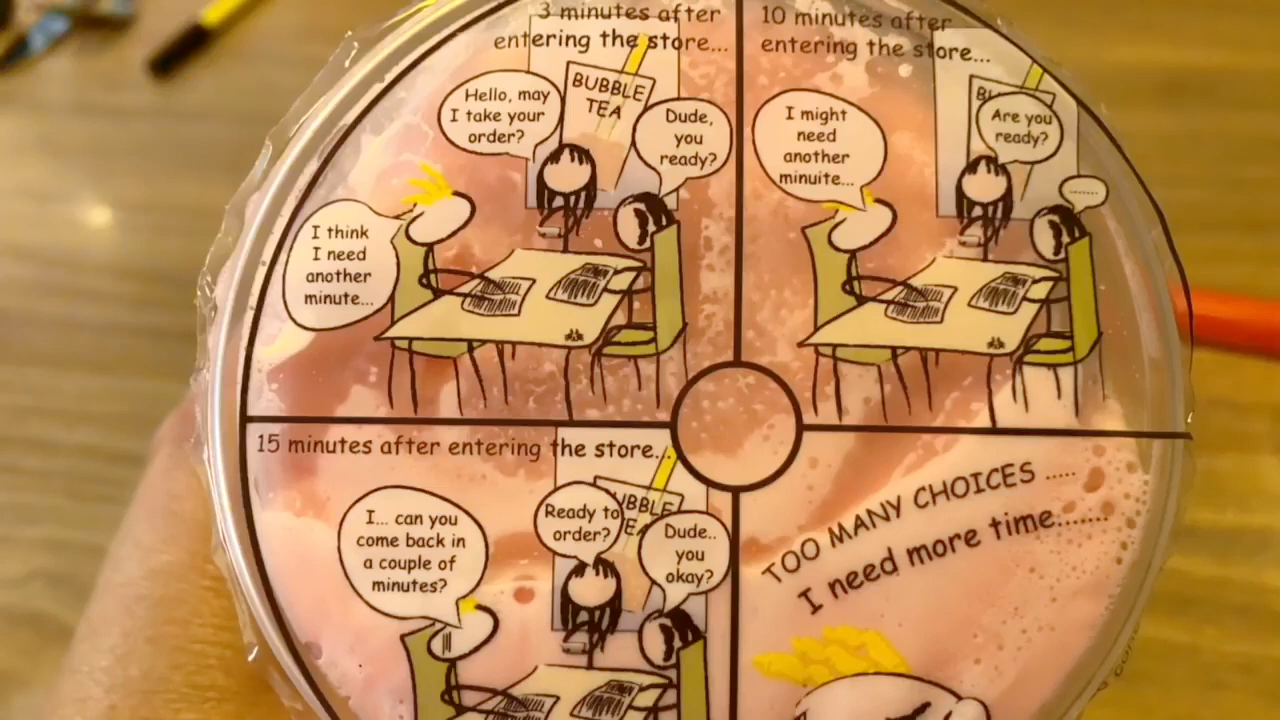 3 minutes after
entering the store...
BUBBLE
TEA
Hello, may
I take your
order?
Dude,
you
ready?
I think
I need
another
minute...
10 minutes after
entering the store...
I might
need
another
minuite...
Are you
ready?
......
15 minutes after entering the store...
I... can you
come back in
a couple of
minutes?
Ready to
order?
Dude..
you
okay?
TOO MANY CHOICES .....
I need more time.......